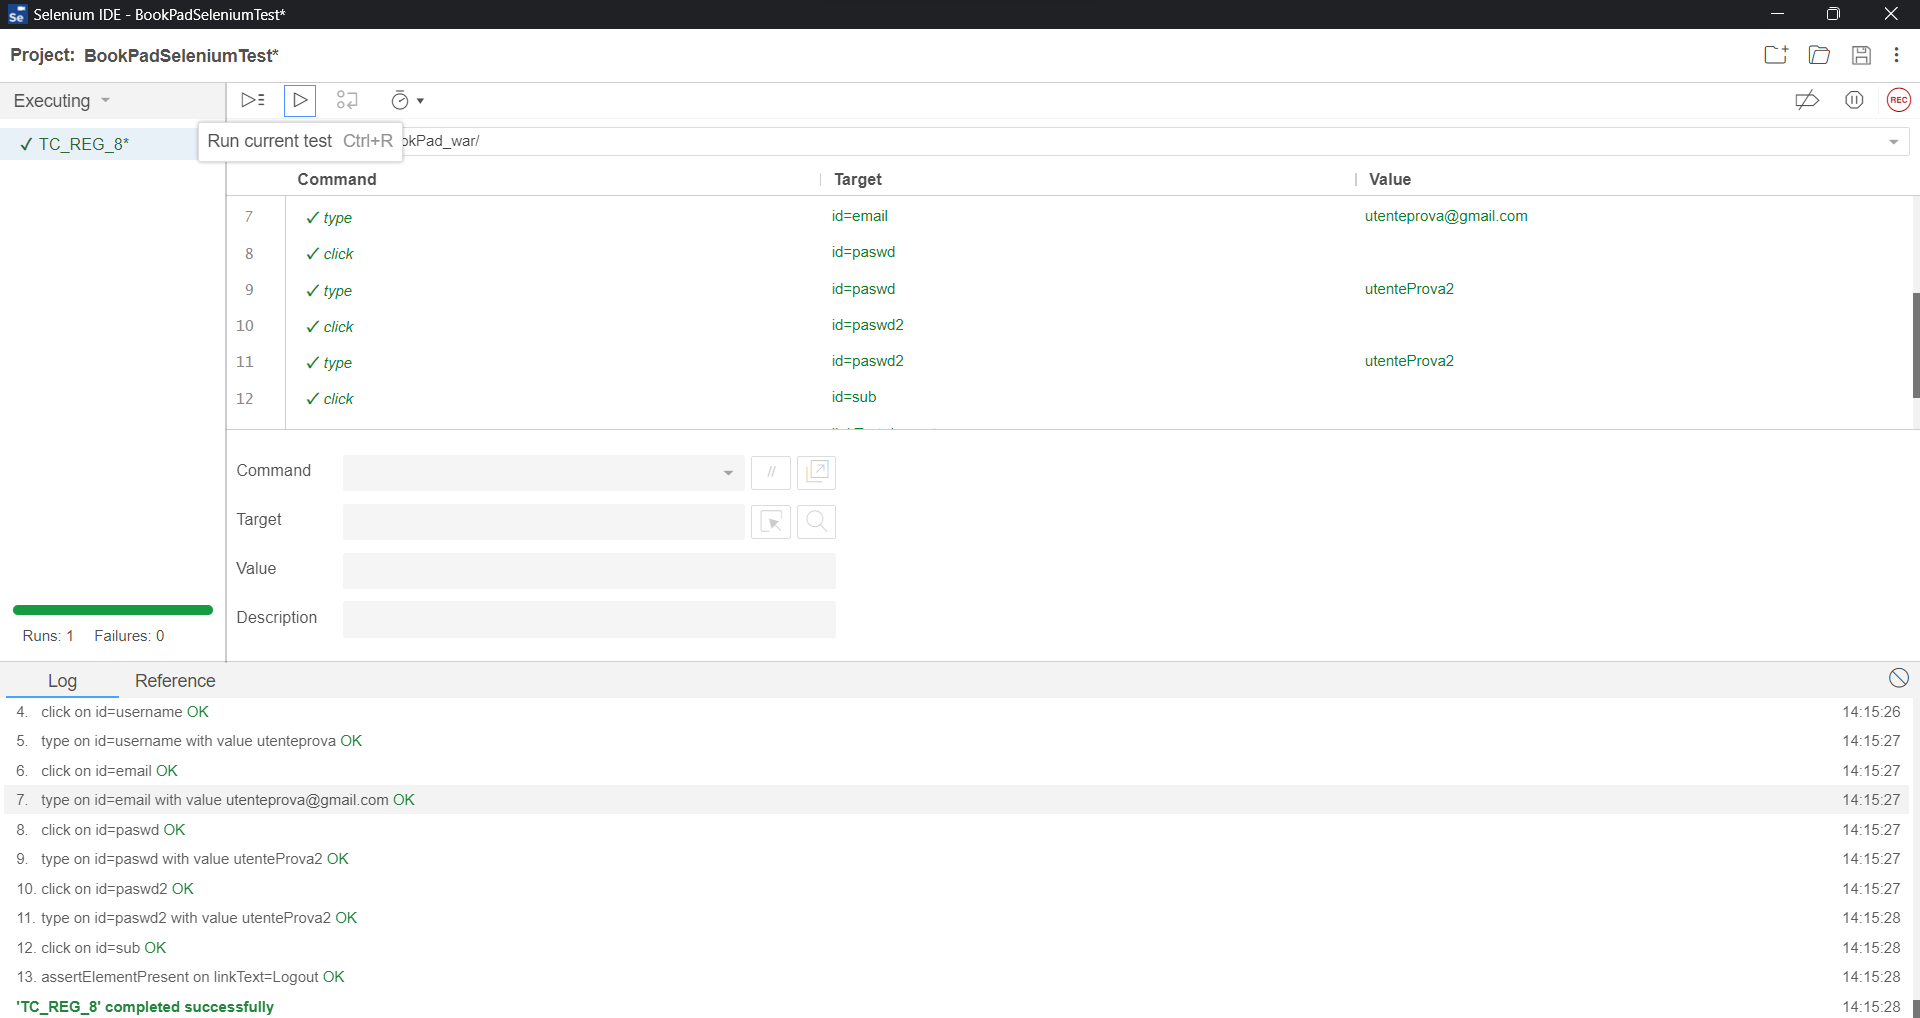 Selenium IDE - BookPadSeleniumTest*
Project: BookPadSeleniumTest*
Executing
REC
✓ TC_REG_8*
Run current test Ctrl+R
okPad_war/
Command Target Value
7 ✓ type id=email utenteprova@gmail.com
8 ✓ click id=paswd
9 ✓ type id=paswd utenteProva2
10 ✓ click id=paswd2
11 ✓ type id=paswd2 utenteProva2
12 ✓ click id=sub
Command //
Target
Value
Description
Runs: 1 Failures: 0
Log Reference
4. click on id=username OK 14:15:26
5. type on id=username with value utenteprova OK 14:15:27
6. click on id=email OK 14:15:27
7. type on id=email with value utenteprova@gmail.com OK 14:15:27
8. click on id=paswd OK 14:15:27
9. type on id=paswd with value utenteProva2 OK 14:15:27
10. click on id=paswd2 OK 14:15:27
11. type on id=paswd2 with value utenteProva2 OK 14:15:28
12. click on id=sub OK 14:15:28
13. assertElementPresent on linkText=Logout OK 14:15:28
'TC_REG_8' completed successfully 14:15:28